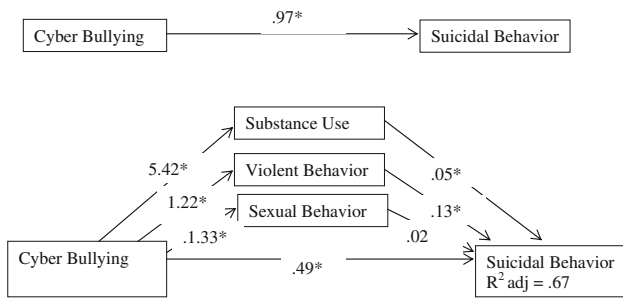 .97*
Cyber Bullying
Suicidal Behavior
Substance Use
5.42*
.05*
Violent Behavior
1.22*
.13*
Sexual Behavior
.1.33*
.02
Cyber Bullying
.49*
Suicidal Behavior
R² adj = .67